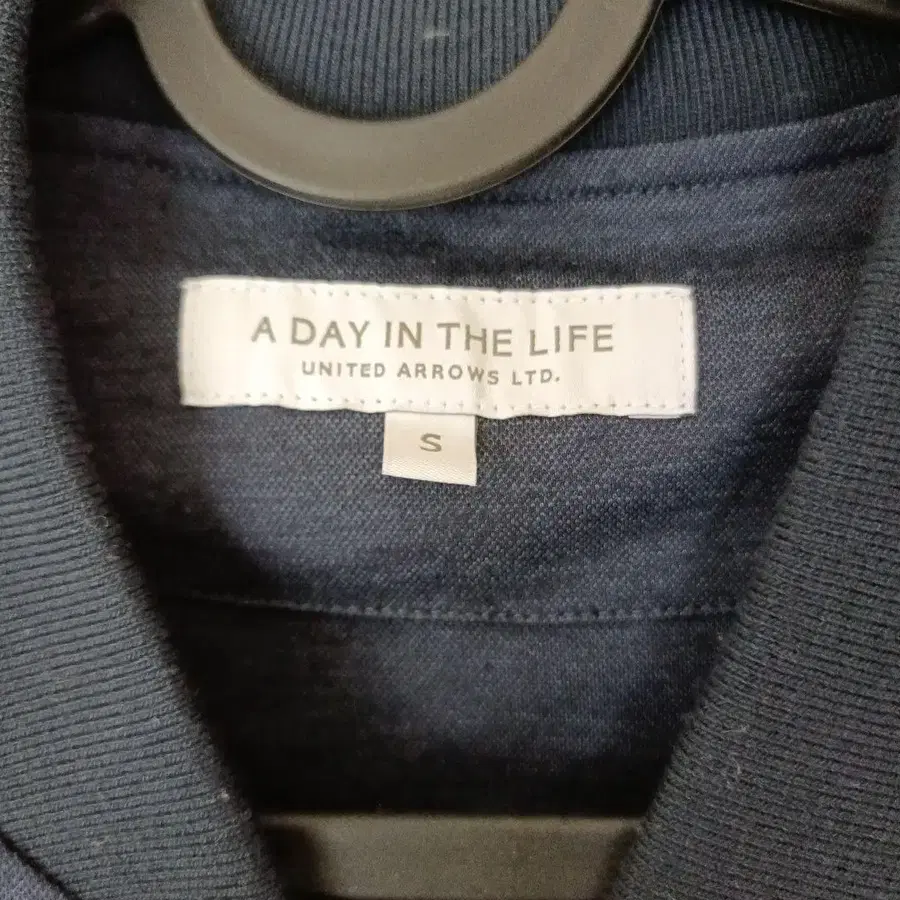 A DAY IN THE LIFE
UNITED ARROWS LTD.
S